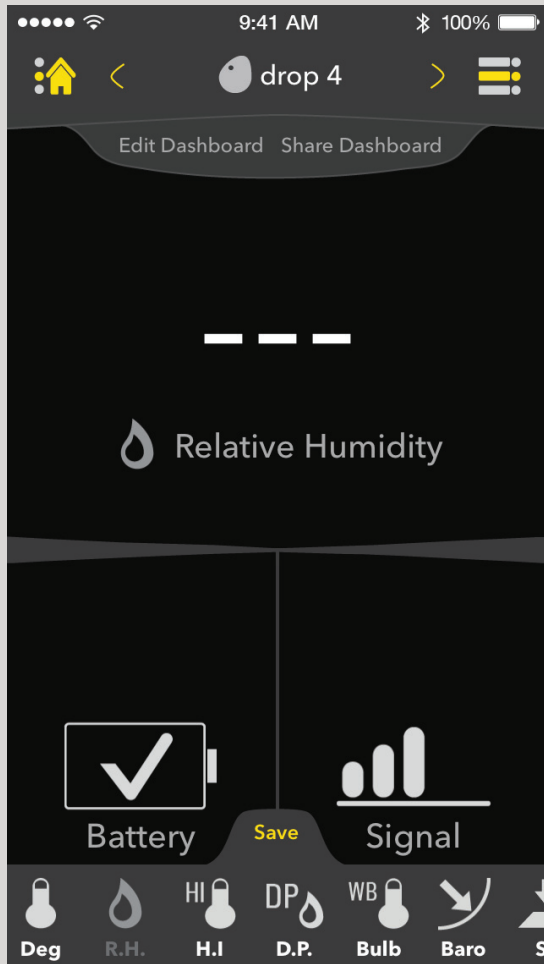 9:41 AM 100%
drop 4
Edit Dashboard Share Dashboard
---
Relative Humidity
Battery Save Signal
HI DP WB
Deg R.H. H.I D.P. Bulb Baro